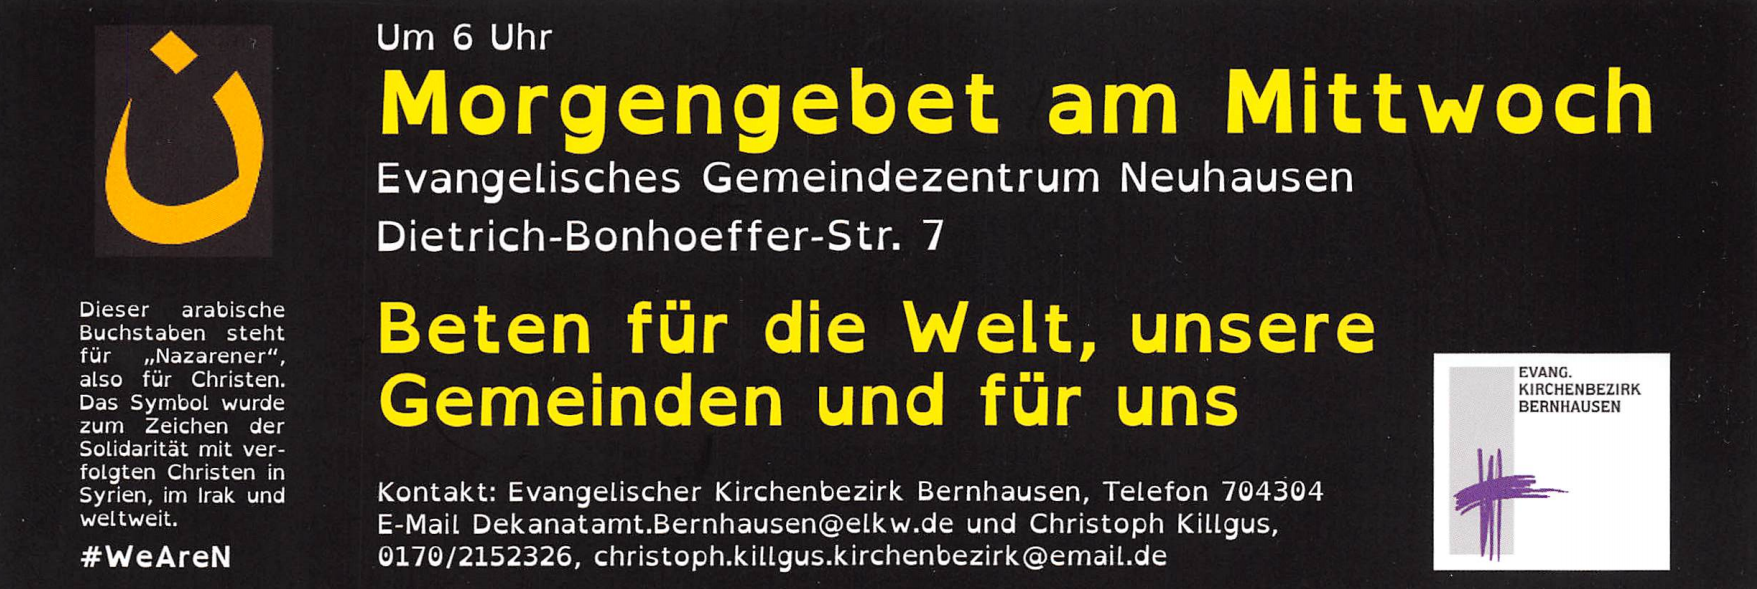 ن
Dieser arabische
Buchstaben steht
für „Nazarener“,
also für Christen.
Das Symbol wurde
zum Zeichen der
Solidarität mit ver-
folgten Christen in
Syrien, im Irak und
weltweit.
#WeAreN
Um 6 Uhr
Morgengebet am Mittwoch
Evangelisches Gemeindezentrum Neuhausen
Dietrich-Bonhoeffer-Str. 7
Beten für die Welt, unsere
Gemeinden und für uns
Kontakt: Evangelischer Kirchenbezirk Bernhausen, Telefon 704304
E-Mail Dekanatamt.Bernhausen@elkw.de und Christoph Killgus,
0170/2152326, christoph.killgus.kirchenbezirk@email.de
EVANG.
KIRCHENBEZIRK
BERNHAUSEN